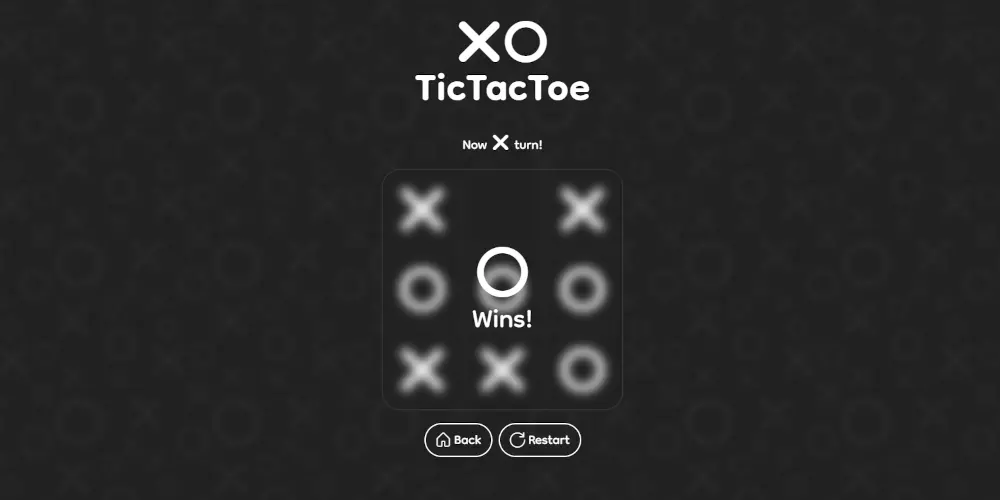 XO
TicTacToe
Now X turn!
X X
O O O
Wins!
X X O
Back Restart